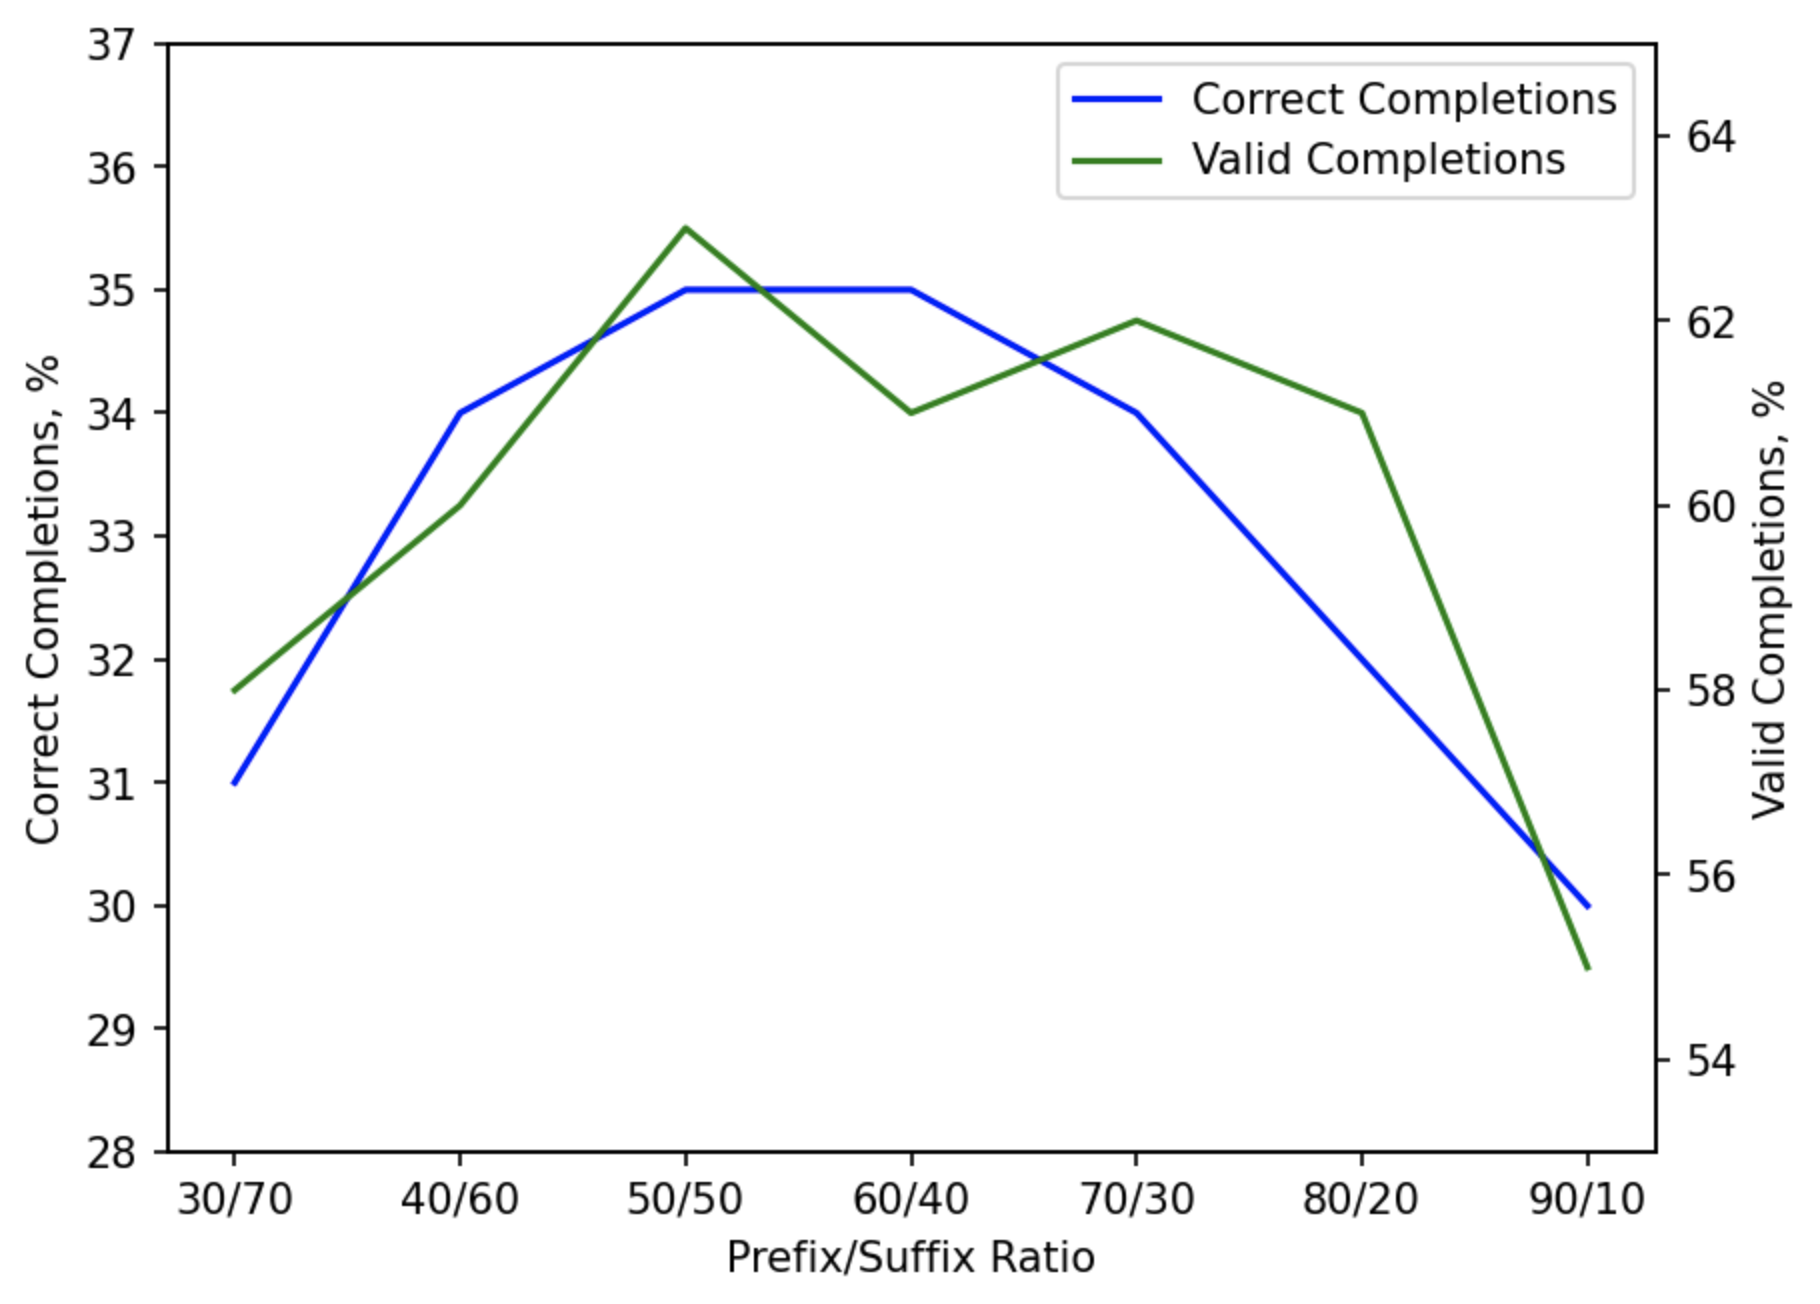 37
36
35
34
33
32
31
30
29
28
Correct Completions, %
Correct Completions
Valid Completions
64
62
60
58
56
54
Valid Completions, %
30/70 40/60 50/50 60/40 70/30 80/20 90/10
Prefix/Suffix Ratio